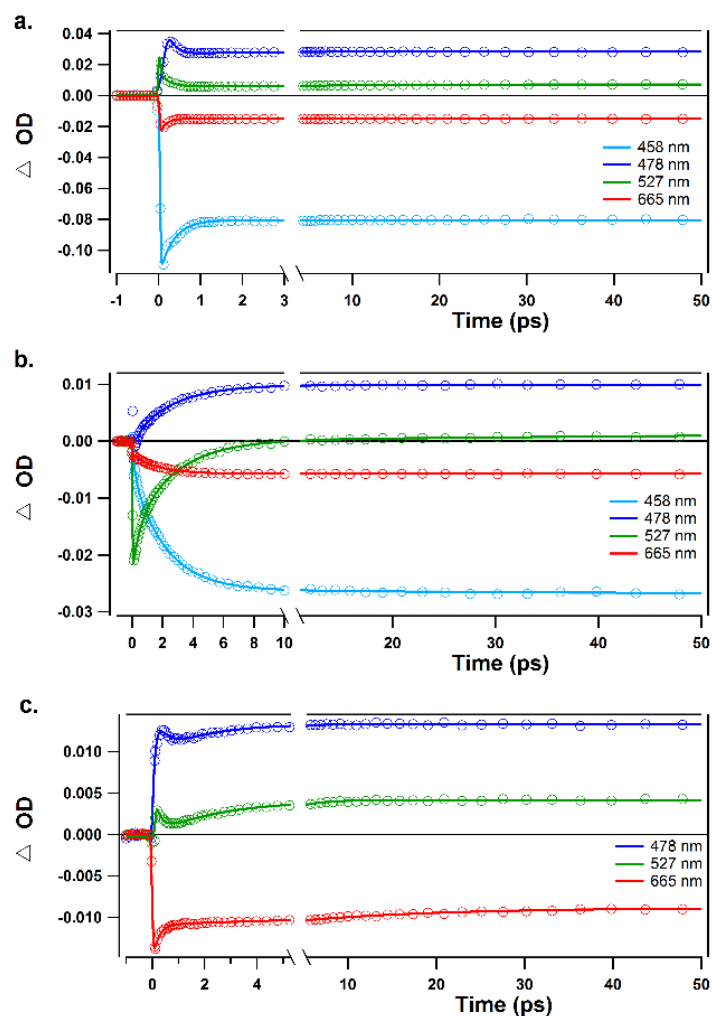 a.
0.04
0.02
0.00
-0.02
-0.04
-0.06
-0.08
-0.10
△ OD
458 nm
478 nm
527 nm
665 nm
-1 0 1 2 3 10 20 30 40 50
Time (ps)
b.
0.01
0.00
-0.01
-0.02
-0.03
△ OD
458 nm
478 nm
527 nm
665 nm
0 2 4 6 8 10 20 30 40 50
Time (ps)
c.
0.010
0.005
0.000
-0.005
-0.010
△ OD
478 nm
527 nm
665 nm
0 2 4 10 20 30 40 50
Time (ps)